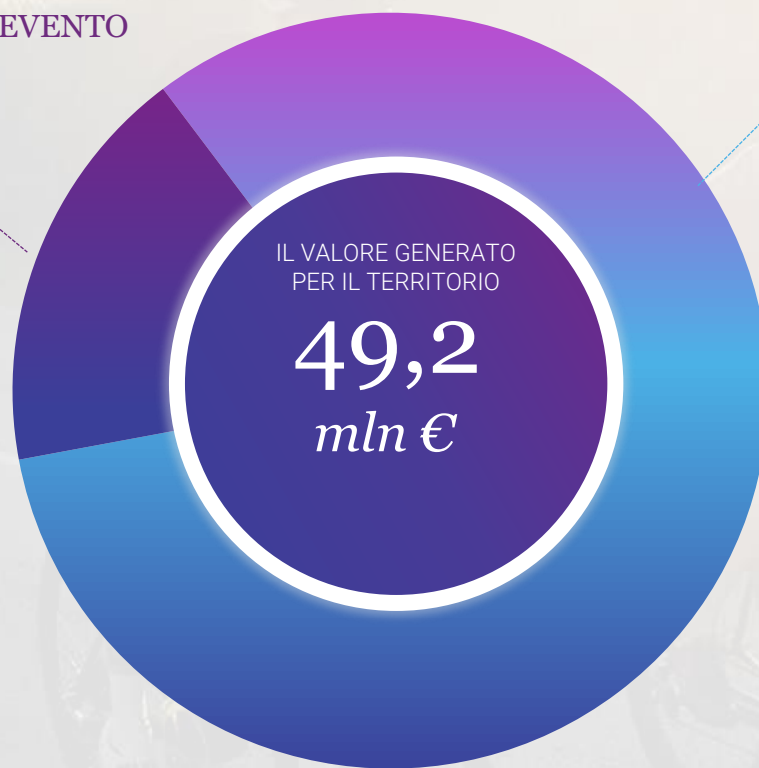 EVENTO
IL VALORE GENERATO
PER IL TERRITORIO
49,2
mln €